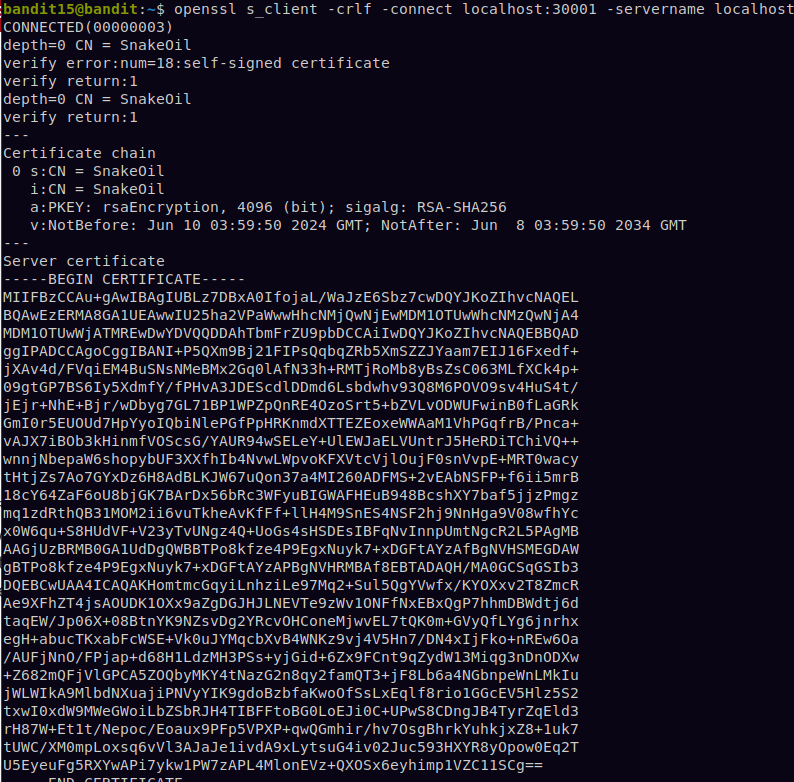 bandit15@bandit:~$ openssl s_client -crlf -connect localhost:30001 -servername localhost
CONNECTED(00000003)
depth=0 CN = SnakeOil
verify error:num=18:self-signed certificate
verify return:1
depth=0 CN = SnakeOil
verify return:1
---
Certificate chain
 0 s:CN = SnakeOil
   i:CN = SnakeOil
   a:PKEY: rsaEncryption, 4096 (bit); sigalg: RSA-SHA256
   v:NotBefore: Jun 10 03:59:50 2024 GMT; NotAfter: Jun  8 03:59:50 2034 GMT
---
Server certificate
-----BEGIN CERTIFICATE-----
MIIFBzCCAu+gAwIBAgIUBLz7DBxA0IfojaL/WaJzE6Sbz7cwDQYJKoZIhvcNAQEL
BQAwEzERMA8GA1UEAwwIU25ha2VPaWwwHhcNMjQwNjEwMDM1OTUwWhcNMzQwNjA4
MDM1OTUwWjATMREwDwYDVQQDDAhTbmFrZU9pbDCCAiIwDQYJKoZIhvcNAQEBBQAD
ggIPADCCAgoCggIBANI+P5QXm9Bj21FIPsQqbqZRb5XmSZZJYaam7EIJ16Fxedf+
jXAv4d/FVqiEM4BuSNsNMeBMx2Gq0lAfN33h+RMTjRoMb8yBsZsC063MLfXCk4p+
09gtGP7BS6Iy5XdmfY/fPHvA3JDEScdlDDmd6Lsbdwhv93Q8M6POVO9sv4HuS4t/
jEjr+NhE+Bjr/wDbyg7GL71BP1WPZpQnRE4OzoSrt5+bZVLvODWUFwinB0fLaGRk
GmI0r5EUOUd7HpYyoIQbiNlePGfPpHRKnmdXTTEZEoxeWWAaM1VhPGqfrB/Pnca+
vAJX7iBOb3kHinmfVOScsG/YAUR94wSELeY+UlEWJaELVUntrJ5HeRDiTChiVQ++
wnnjNbepaW6shopybUF3XXfhIb4NvwLWpvoKFXVtcVjlOujF0snVvpE+MRT0wacy
tHtjZs7Ao7GYxDz6H8AdBLKJW67uQon37a4MI260ADFMS+2vEAbNSFP+f6ii5mrB
18cY64ZaF6oU8bjGK7BArDx56bRc3WFyuBIGWAFHEuB948BcshXY7baf5jjzPmgz
mq1zdRthQB31MOM2ii6vuTkheAvKfFf+llH4M9SnES4NSF2hj9NnHga9V08wfhYc
x0W6qu+S8HUdVF+V23yTvUNgz4Q+UoGs4sHSDEsIBFqNvInnpUmtNgcR2L5PAgMB
AAGjUzBRMB0GA1UdDgQWBBTPo8kfze4P9EgxNuyk7+xDGFtAYzAfBgNVHSMEGDAW
gBTPo8kfze4P9EgxNuyk7+xDGFtAYzAPBgNVHRMBAf8EBTADAQH/MA0GCSqGSIb3
DQEBCwUAA4ICAQAKHomtmcGqyiLnhziLe97Mq2+Sul5QgYVwfx/KYOXxv2T8ZmcR
Ae9XFhZT4jsAOUDK1OXx9aZgDGJHJLNEVTe9zWv1ONFfNxEBxQgP7hhmDBWdtj6d
taqEW/Jp06X+08BtnYK9NZsvDg2YRcvOHConeMjwvEL7tQK0m+GVyQfLYg6jnrhx
egH+abucTKxabFcWSE+Vk0uJYMqcbXvB4WNKz9vj4V5Hn7/DN4xIjFko+nREw6Oa
/AUFjNnO/FPjap+d68H1LdzMH3PSs+yjGid+6Zx9FCnt9qZydW13Miqg3nDnODXw
+Z682mQFjVlGPCA5ZOQbyMKY4tNazG2n8qy2famQT3+jF8Lb6a4NGbnpeWnLMkIu
jWLWIkA9MlbdNXuajiPNVyYIK9gdoBzbfaKwoOfSsLxEqlf8rio1GGcEV5Hlz5S2
txwI0xdW9MWeGWoiLbZSbRJH4TIBFFtoBG0LoEJi0C+UPwS8CDngJB4TyrZqEld3
rH87W+Et1t/Nepoc/Eoaux9PFp5VPXP+qwQGmhir/hv7OsgBhrkYuhkjxZ8+1uk7
tUWC/XM0mpLoxsq6vVl3AJaJe1ivdA9xLytsuG4iv02Juc593HXYR8yOpow0Eq2T
U5EyeuFg5RXYwAPi7ykw1PW7zAPL4MlonEVz+QXOSx6eyhimp1VZC11SCg==
-----END CERTIFICATE-----